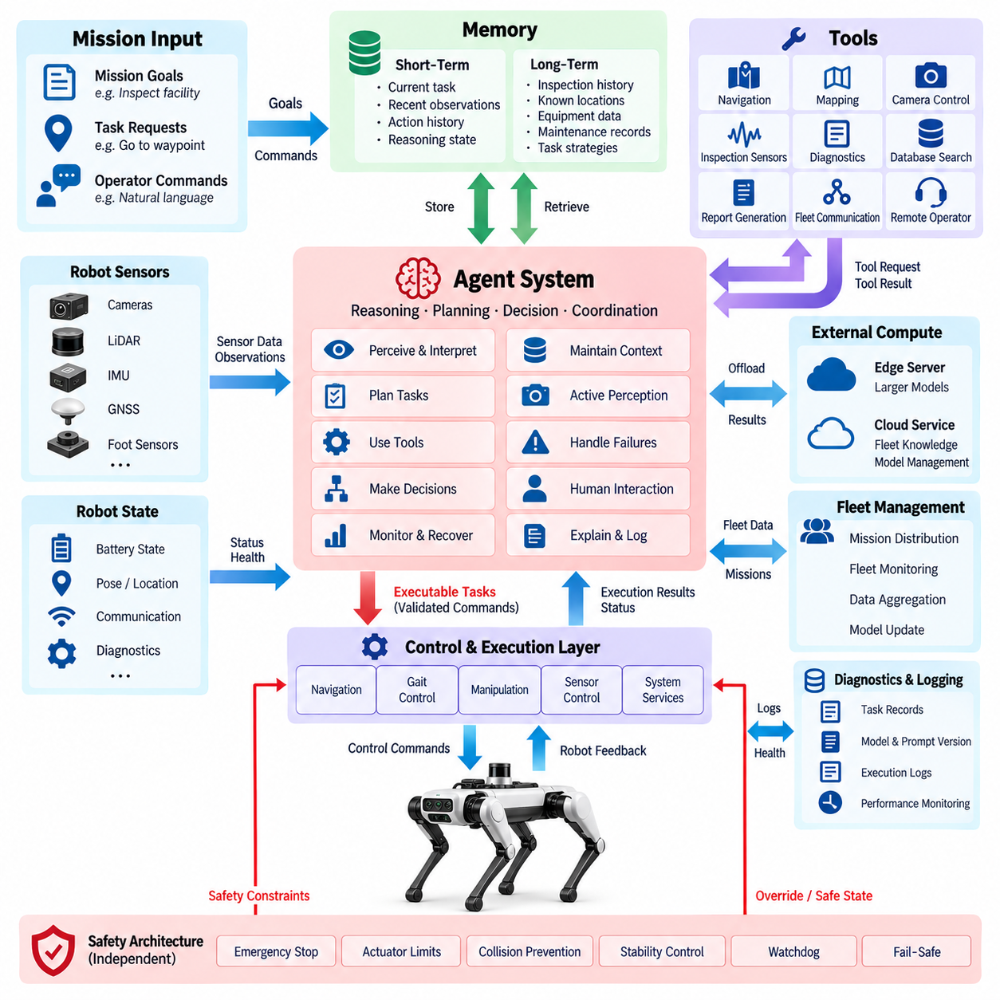 Mission Input
Mission Goals
e.g. Inspect facility
Task Requests
e.g. Go to waypoint
Operator Commands
e.g. Natural language
Goals
Commands
Memory
Short-Term
• Current task
• Recent observations
• Action history
• Reasoning state
Long-Term
• Inspection history
• Known locations
• Equipment data
• Maintenance records
• Task strategies
Tools
Navigation
Mapping
Camera Control
Inspection Sensors
Diagnostics
Database Search
Report Generation
Fleet Communication
Remote Operator
Store
Retrieve
Tool Request
Tool Result
Robot Sensors
Cameras
LiDAR
IMU
GNSS
Foot Sensors
...
Sensor Data
Observations
Agent System
Reasoning · Planning · Decision · Coordination
Perceive & Interpret
Maintain Context
Plan Tasks
Active Perception
Use Tools
Handle Failures
Make Decisions
Human Interaction
Monitor & Recover
Explain & Log
Offload
Results
External Compute
Edge Server
Larger Models
Cloud Service
Fleet Knowledge
Model Management
Robot State
Battery State
Pose / Location
Communication
Diagnostics
...
Status
Health
Fleet Data
Missions
Fleet Management
Mission Distribution
Fleet Monitoring
Data Aggregation
Model Update
Executable Tasks
(Validated Commands)
Execution Results
Status
Control & Execution Layer
Navigation
Gait
Control
Manipulation
Sensor
Control
System
Services
Logs
Health
Diagnostics & Logging
Task Records
Model & Prompt Version
Execution Logs
Performance Monitoring
Control Commands
Robot Feedback
Safety Constraints
Override / Safe State
Safety Architecture
(Independent)
Emergency Stop
Actuator Limits
Collision Prevention
Stability Control
Watchdog
Fail-Safe